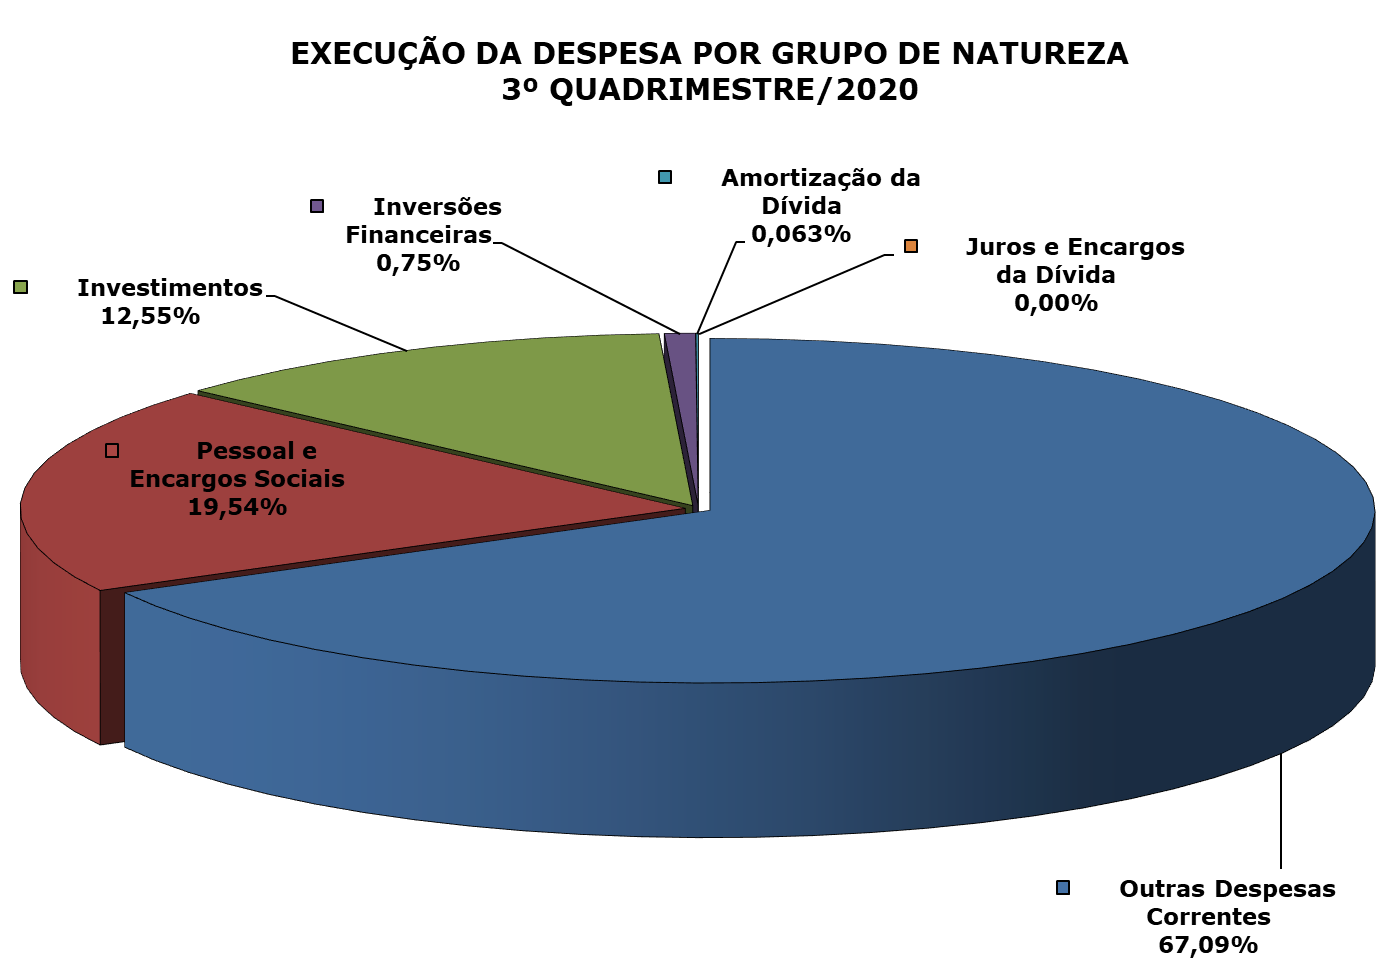 EXECUÇÃO DA DESPESA POR GRUPO DE NATUREZA
3º QUADRIMESTRE/2020
Amortização da
Dívida
0,063%
Inversões
Financeiras
0,75%
Juros e Encargos
da Dívida
0,00%
Investimentos
12,55%
Pessoal e
Encargos Sociais
19,54%
Outras Despesas
Correntes
67,09%